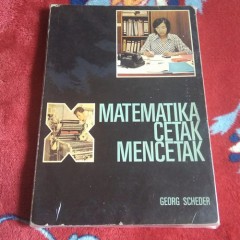 MATEMATIKA
CETAK
MENCETAK
GEORG SCHEDER